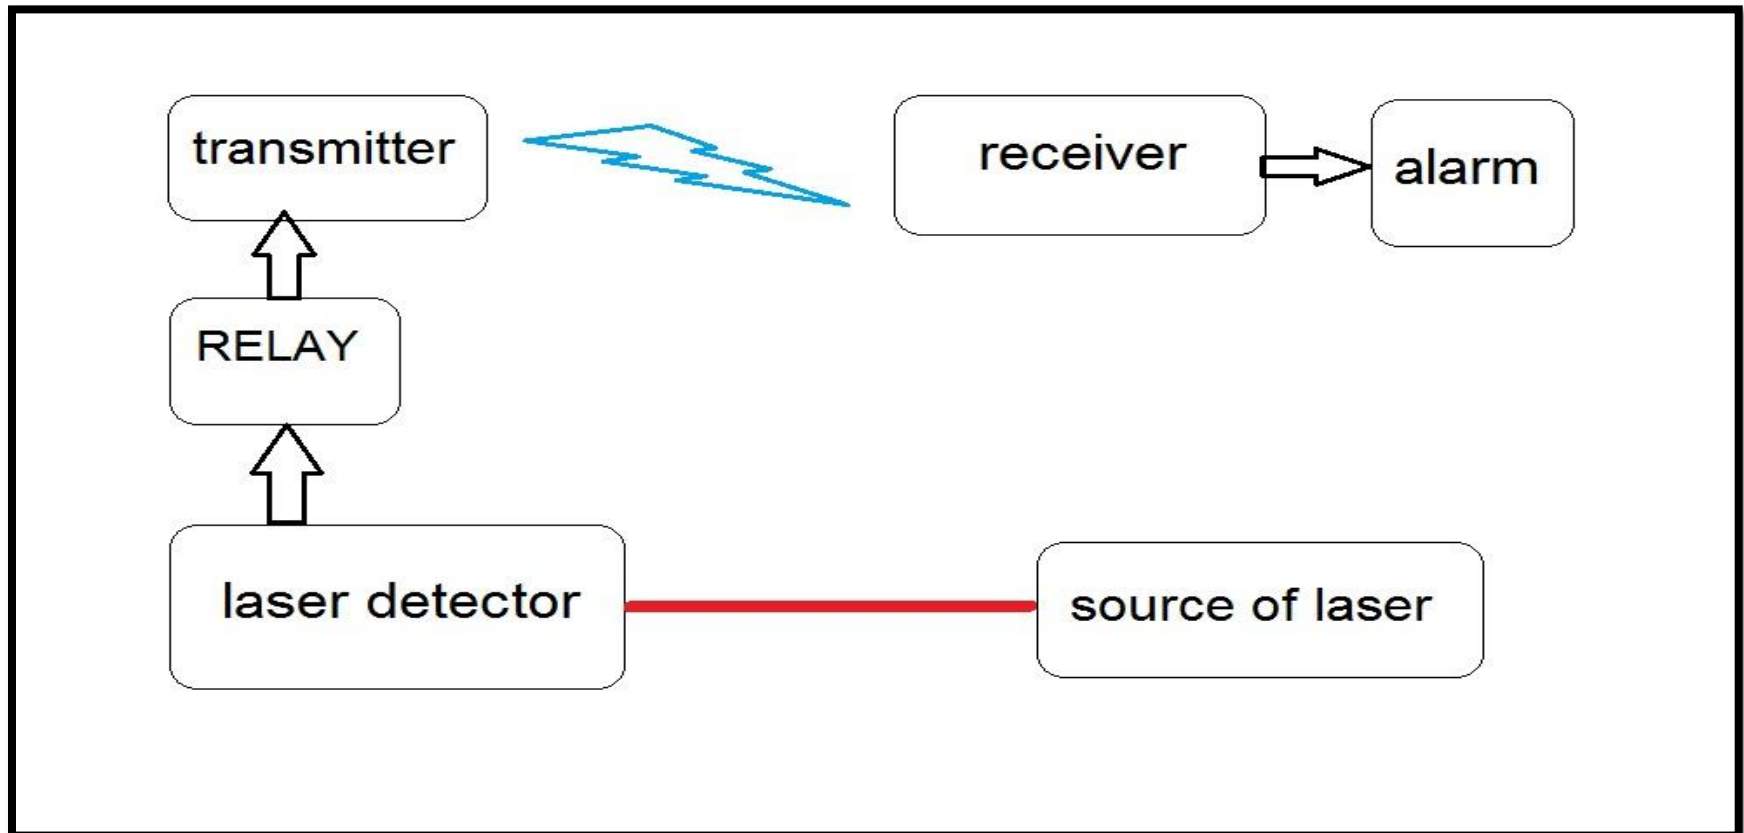 transmitter
receiver
alarm
RELAY
laser detector
source of laser